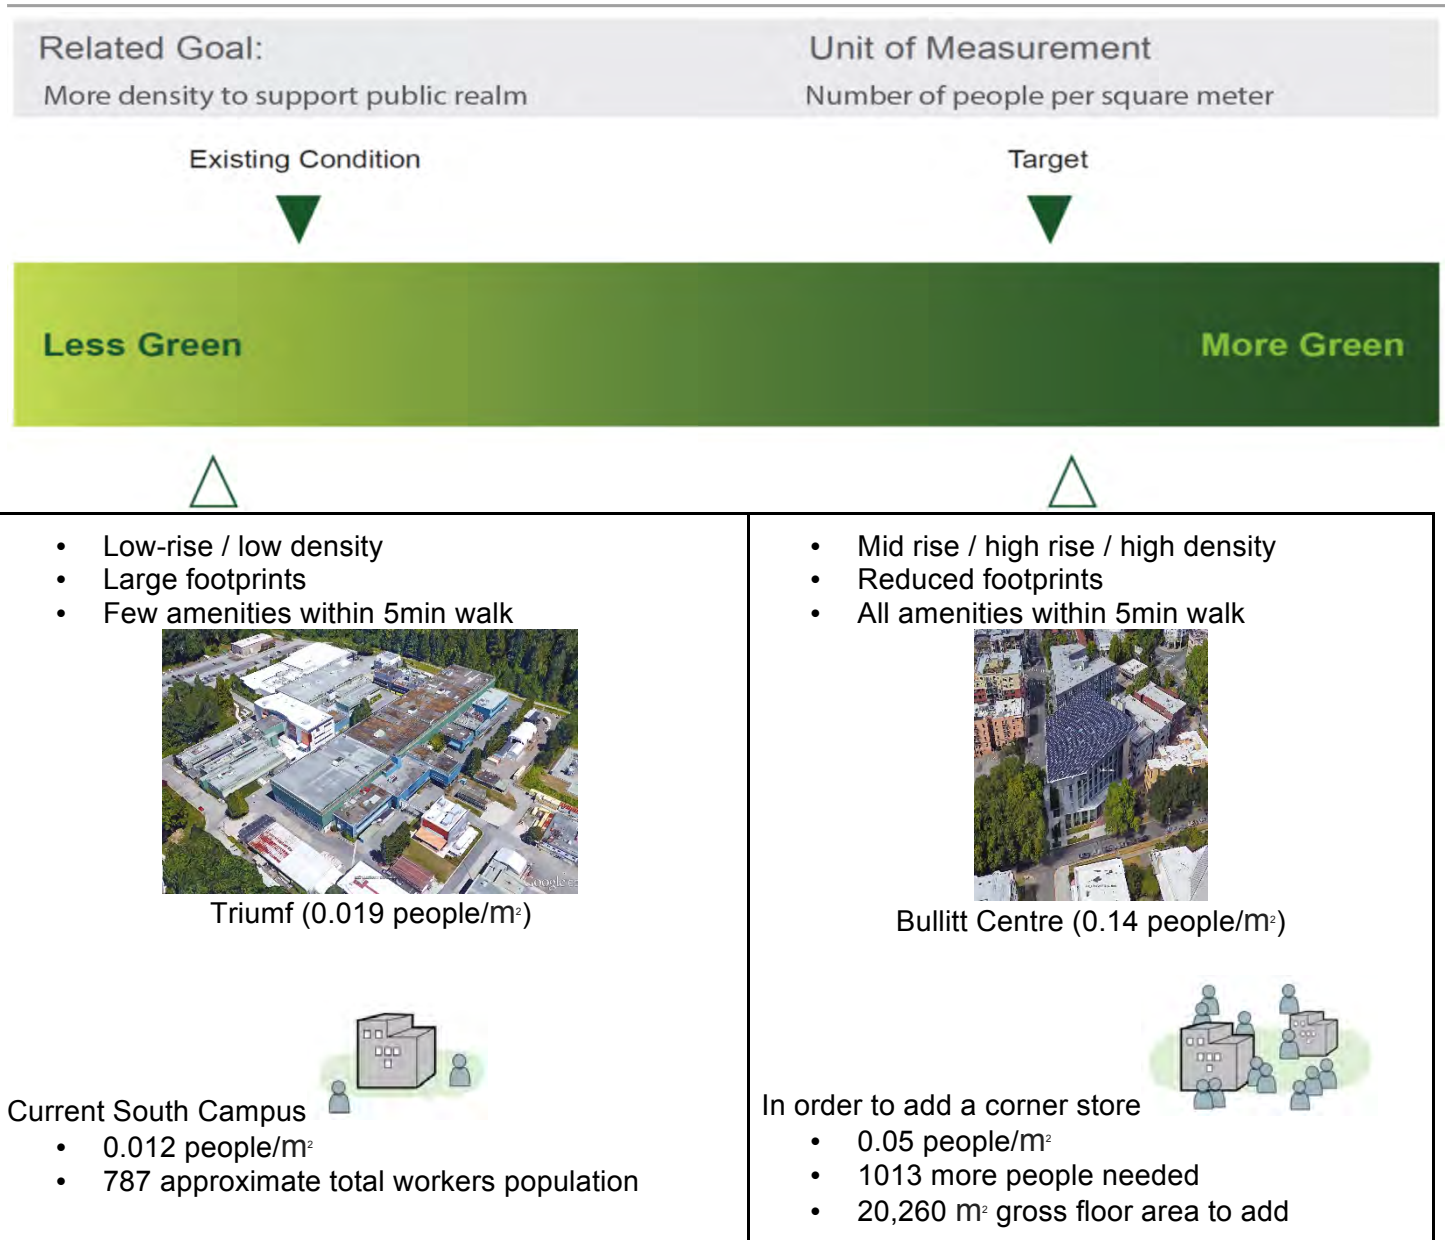 Related Goal:
More density to support public realm
Unit of Measurement
Number of people per square meter
Existing Condition
Target
Less Green
More Green
• Low-rise / low density
• Large footprints
• Few amenities within 5min walk
Triumf (0.019 people/m²)
Current South Campus
• 0.012 people/m²
• 787 approximate total workers population
• Mid rise / high rise / high density
• Reduced footprints
• All amenities within 5min walk
Bullitt Centre (0.14 people/m²)
In order to add a corner store
• 0.05 people/m²
• 1013 more people needed
• 20,260 m² gross floor area to add